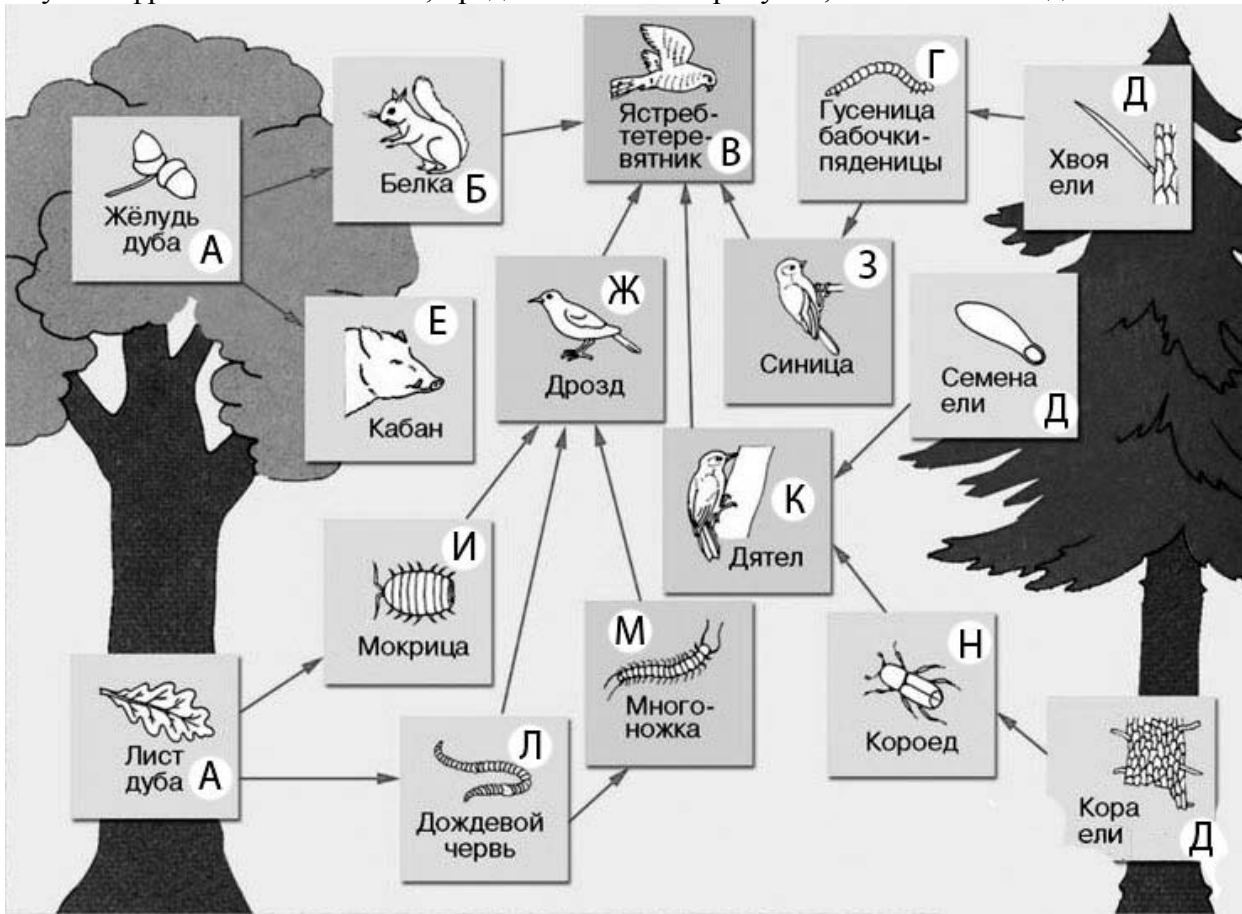 Жёлудь
дуба
А
Белка
Б
Ястреб-
тетере-
вятник
В
Г
Гусеница
бабочки-
пяденицы
Д
Хвоя
ели
Е
Кабан
Ж
Дрозд
З
Синица
Семена
ели
Д
К
Дятел
И
Мокрица
М
Много-
ножка
Н
Короед
Лист
дуба
А
Л
Дождевой
червь
Кора
ели
Д